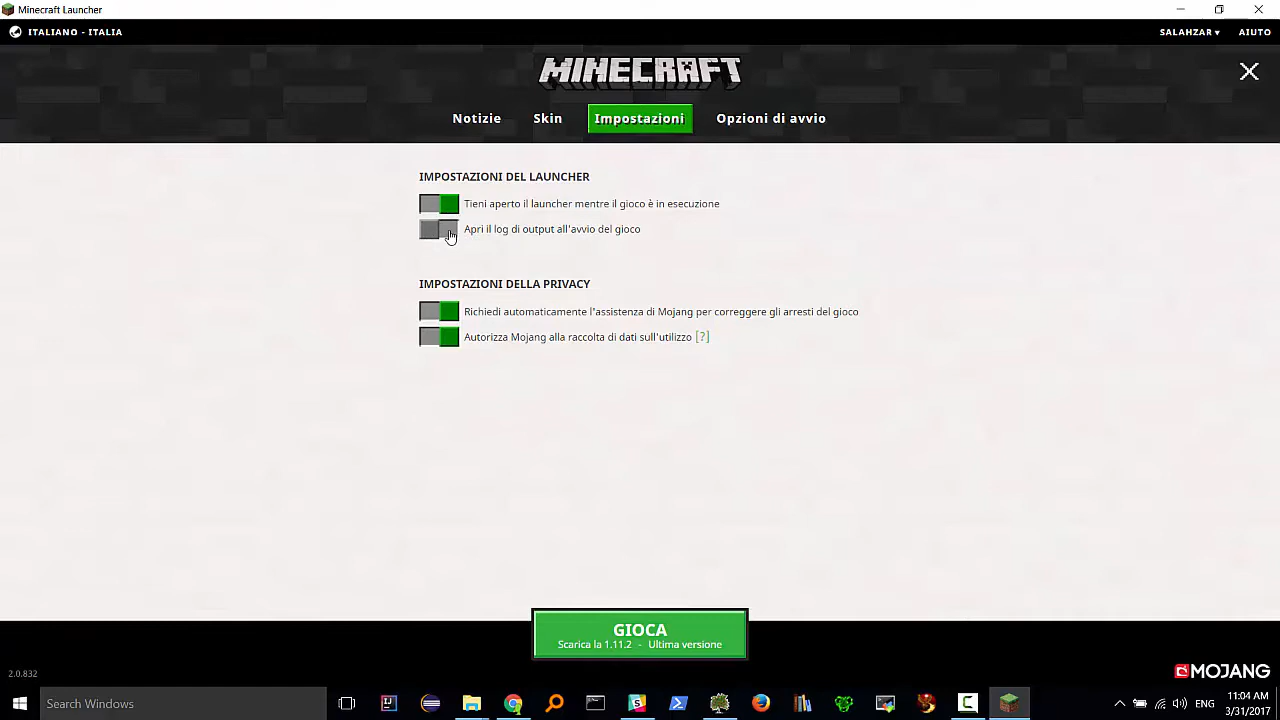 Minecraft Launcher
ITALIANO - ITALIA
SALAHZAR ▾ AIUTO
MINECRAFT
Notizie Skin Impostazioni Opzioni di avvio
IMPOSTAZIONI DEL LAUNCHER
Tieni aperto il launcher mentre il gioco è in esecuzione
Apri il log di output all'avvio del gioco
IMPOSTAZIONI DELLA PRIVACY
Richiedi automaticamente l'assistenza di Mojang per correggere gli arresti del gioco
Autorizza Mojang alla raccolta di dati sull'utilizzo [?]
GIOCA
Scarica la 1.11.2 - Ultima versione
2.0.832
MOJANG
Search Windows
ENG
11:04 AM
3/31/2017